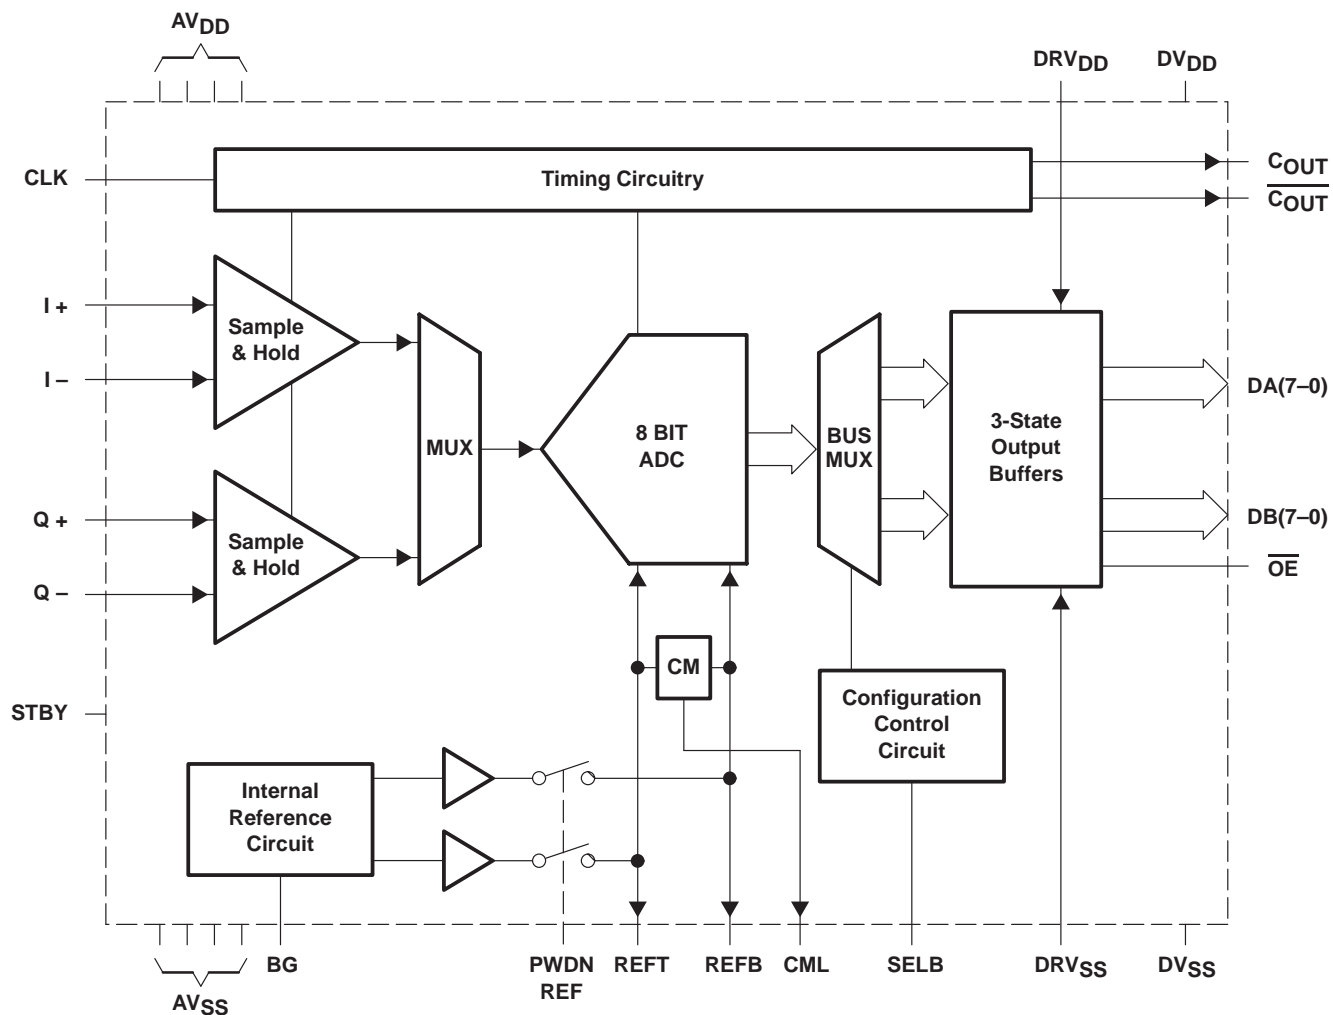 AVDD
DRVDD
DVDD
CLK
Timing Circuitry
COUT
COUT
I +
I –
Sample
& Hold
Q +
Q –
Sample
& Hold
MUX
8 BIT
ADC
BUS
MUX
3-State
Output
Buffers
DA(7–0)
DB(7–0)
OE
CM
STBY
Internal
Reference
Circuit
Configuration
Control
Circuit
AVSS
BG
PWDN
REF
REFT
REFB
CML
SELB
DRVSS
DVSS